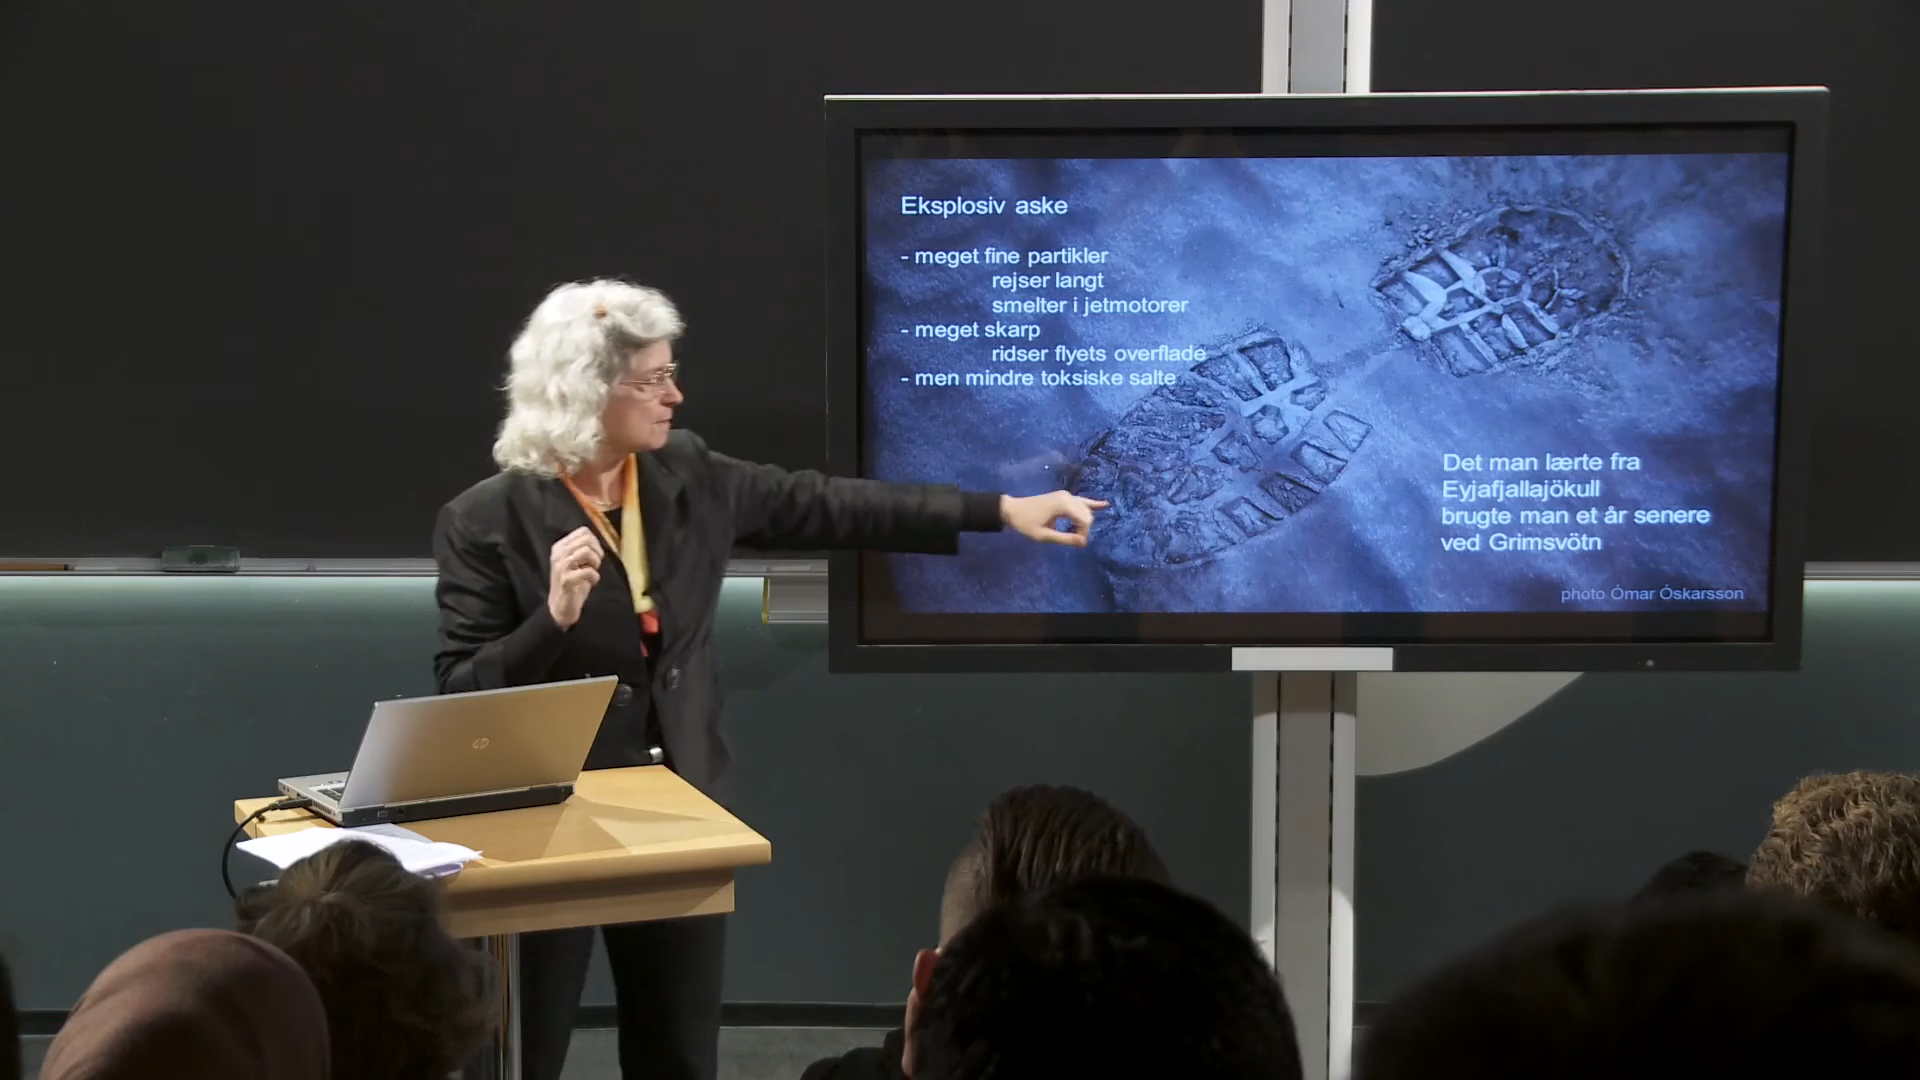 Eksplosiv aske
- meget fine partikler
rejser langt
smelter i jetmotorer
- meget skarp
ridser flyets overflade
- men mindre toksiske salte
Det man lærte fra
Eyjafjallajökull
brugte man et år senere
ved Grimsvötn
photo Ómar Óskarsson
hp